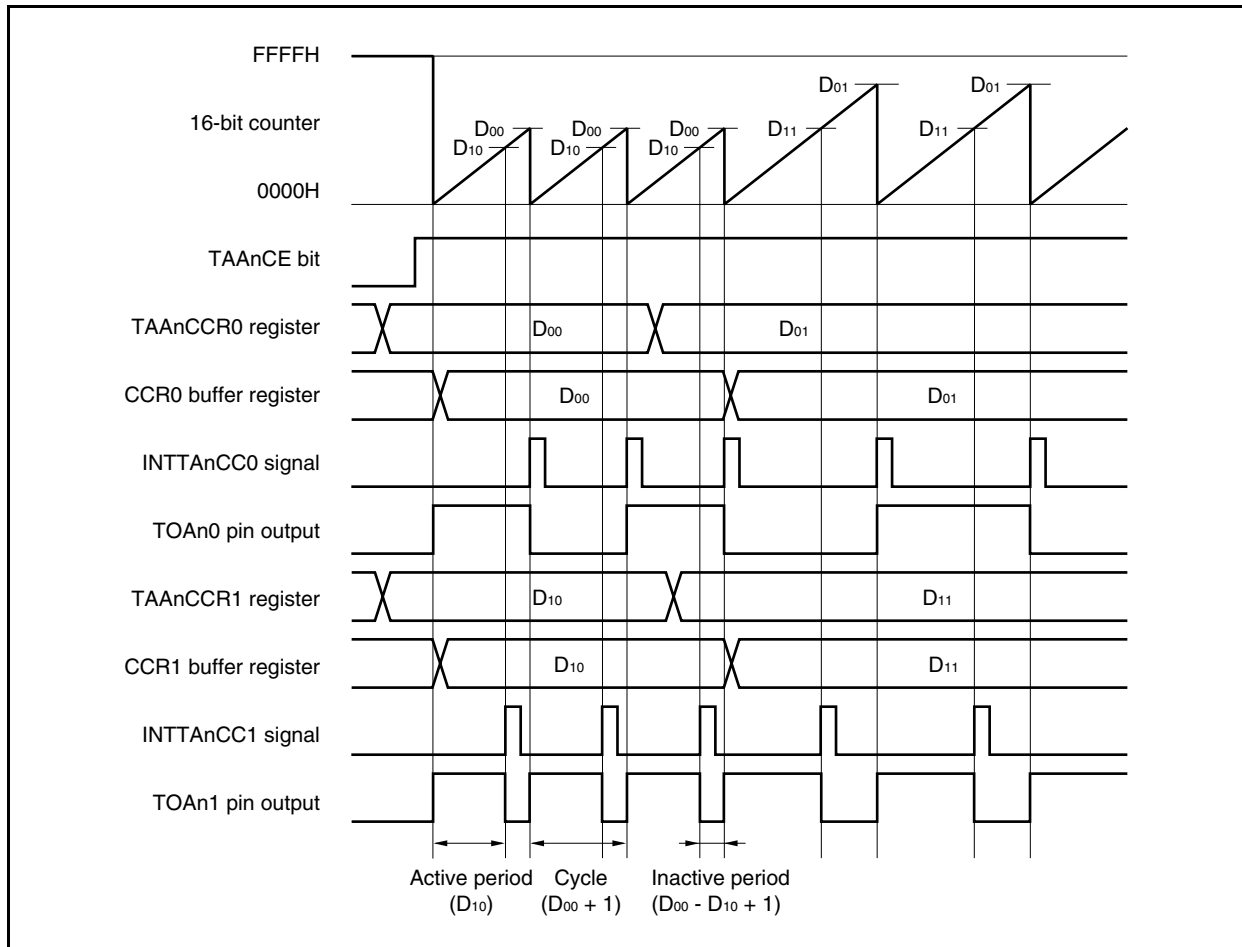 FFFFH
D01 D01
16-bit counter D00 D00 D00 D11 D11
D10 D10 D10
0000H
TAAnCE bit
TAAnCCR0 register D00 D01
CCR0 buffer register D00 D01
INTTAnCC0 signal
TOAn0 pin output
TAAnCCR1 register D10 D11
CCR1 buffer register D10 D11
INTTAnCC1 signal
TOAn1 pin output
Active period Cycle Inactive period
(D10) (D00 + 1) (D00 - D10 + 1)